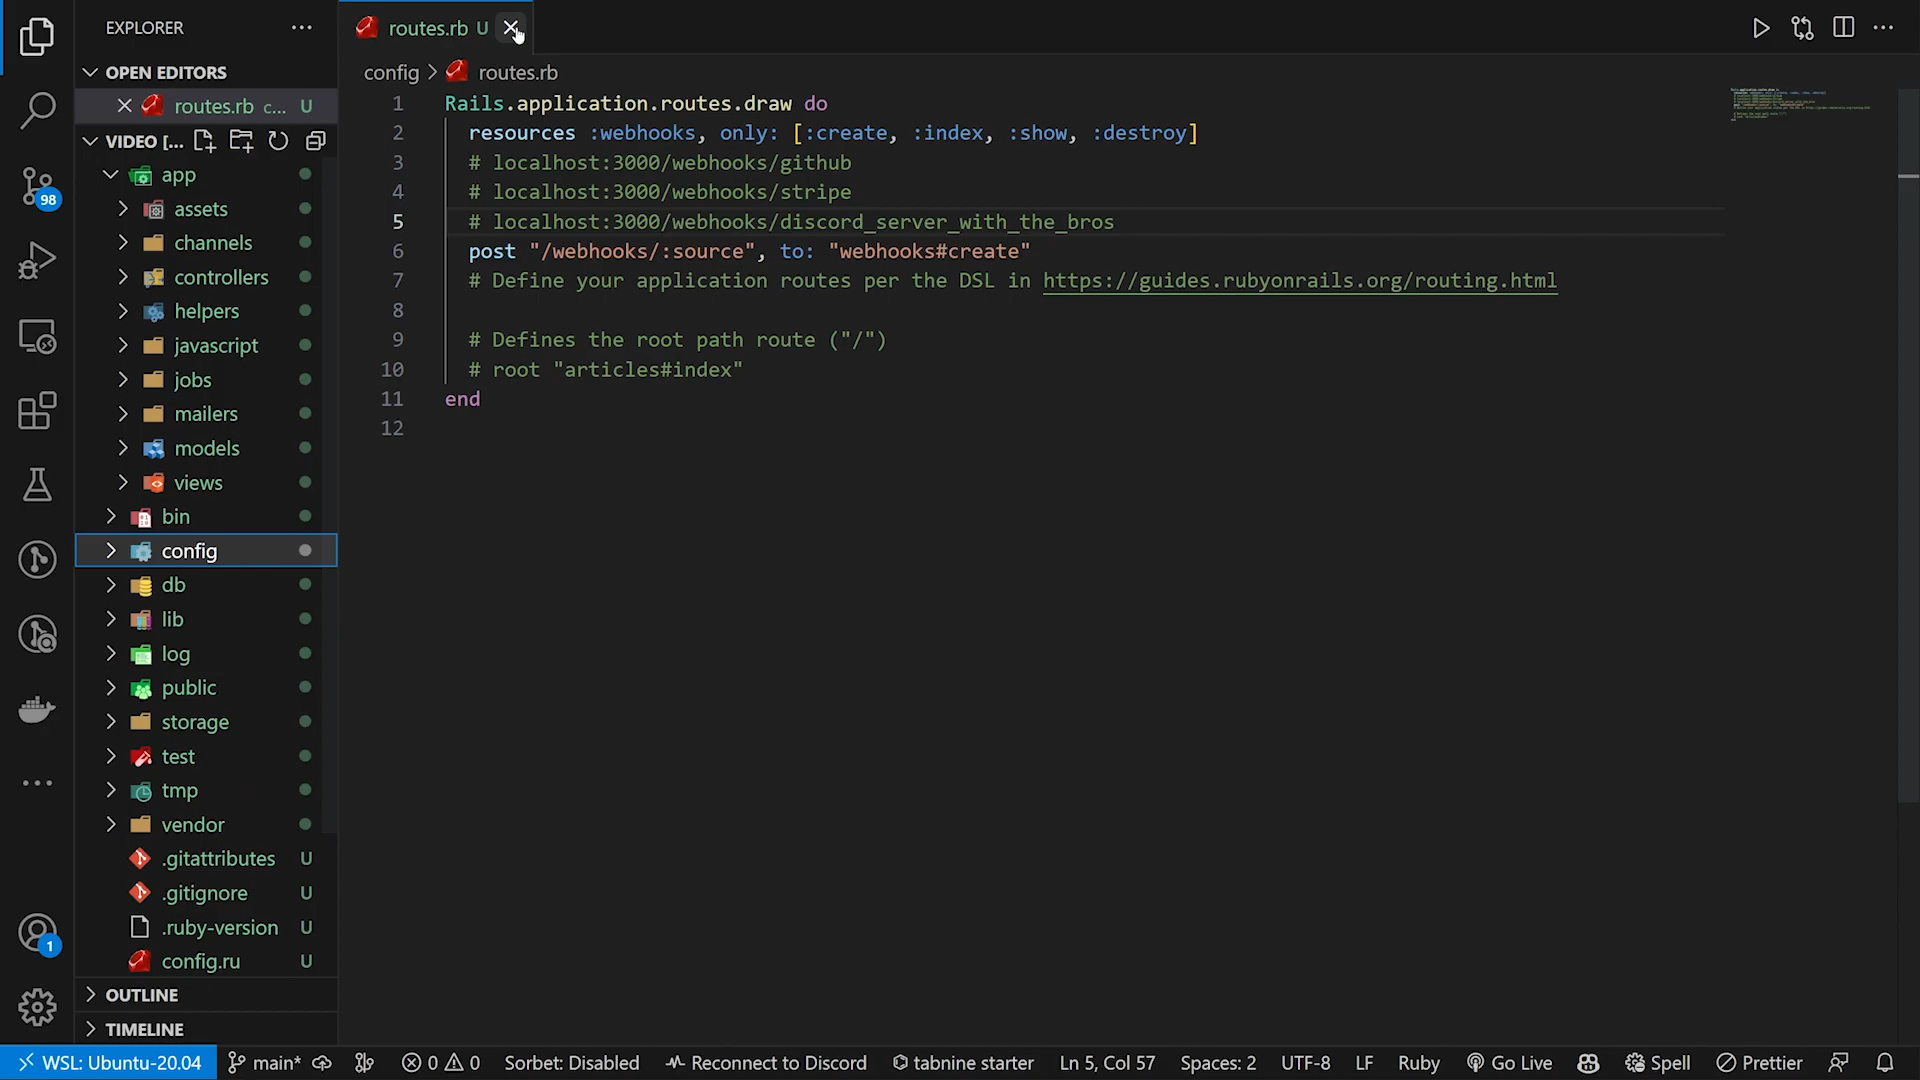 EXPLORER
routes.rb U
OPEN EDITORS
routes.rb c... U
config > routes.rb
VIDEO [...
app
assets
channels
controllers
helpers
javascript
jobs
mailers
models
views
bin
config
db
lib
log
public
storage
test
tmp
vendor
.gitattributes U
.gitignore U
.ruby-version U
config.ru U
OUTLINE
TIMELINE
98
1
1 Rails.application.routes.draw do
2 resources :webhooks, only: [:create, :index, :show, :destroy]
3 # localhost:3000/webhooks/github
4 # localhost:3000/webhooks/stripe
5 # localhost:3000/webhooks/discord_server_with_the_bros
6 post "/webhooks/:source", to: "webhooks#create"
7 # Define your application routes per the DSL in https://guides.rubyonrails.org/routing.html
8
9 # Defines the root path route ("/")
10 # root "articles#index"
11 end
12
WSL: Ubuntu-20.04 main* 0 0 Sorbet: Disabled Reconnect to Discord tabnine starter Ln 5, Col 57 Spaces: 2 UTF-8 LF Ruby Go Live Spell Prettier